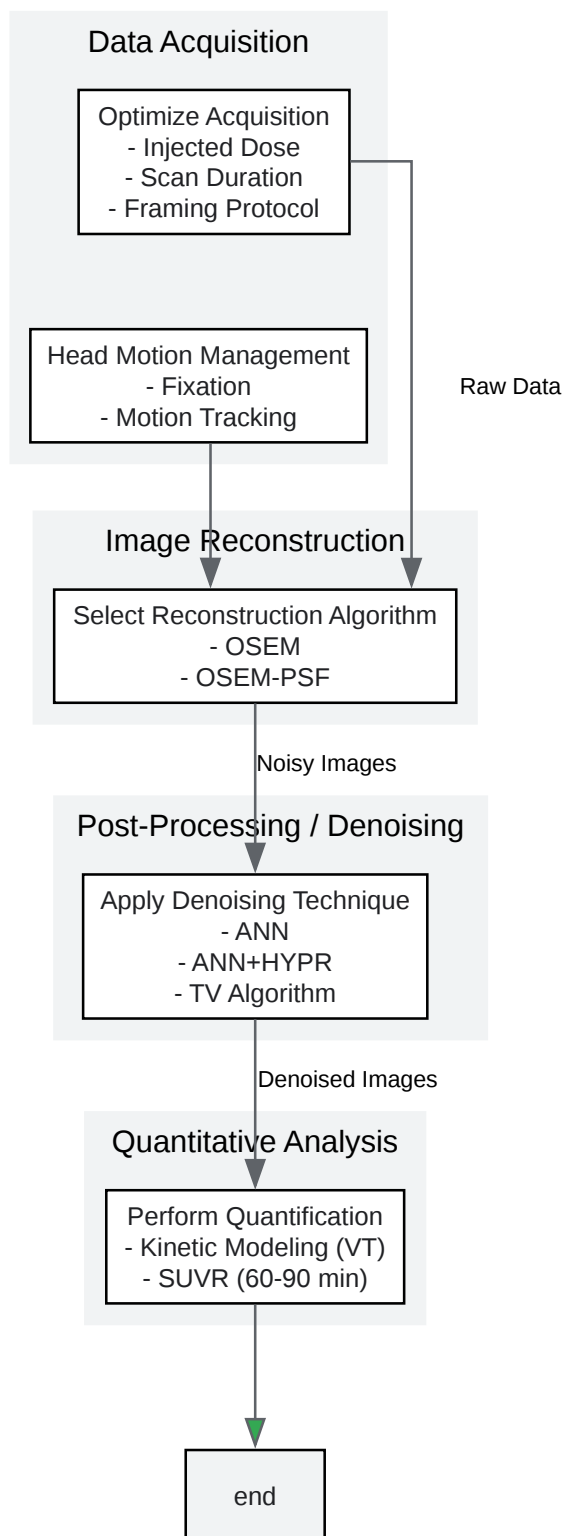 Data Acquisition
Optimize Acquisition
- Injected Dose
- Scan Duration
- Framing Protocol
Head Motion Management
- Fixation
- Motion Tracking
Raw Data
Image Reconstruction
Select Reconstruction Algorithm
- OSEM
- OSEM-PSF
Noisy Images
Post-Processing / Denoising
Apply Denoising Technique
- ANN
- ANN+HYPR
- TV Algorithm
Denoised Images
Quantitative Analysis
Perform Quantification
- Kinetic Modeling (VT)
- SUVR (60-90 min)
end